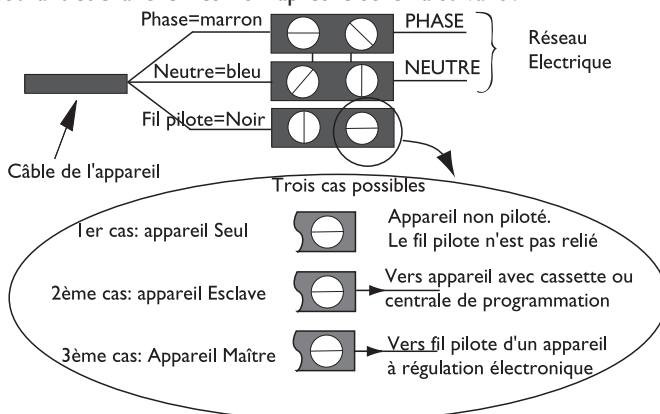 Phase=marron
PHASE
Neutre=bleu
NEUTRE
Réseau
Electrique
Fil pilote=Noir
Câble de l'appareil
Trois cas possibles
1er cas: appareil Seul
Appareil non piloté.
Le fil pilote n'est pas relié
2ème cas: appareil Esclave
Vers appareil avec cassette ou
centrale de programmation
3ème cas: Appareil Maître
Vers fil pilote d'un appareil
à régulation électronique